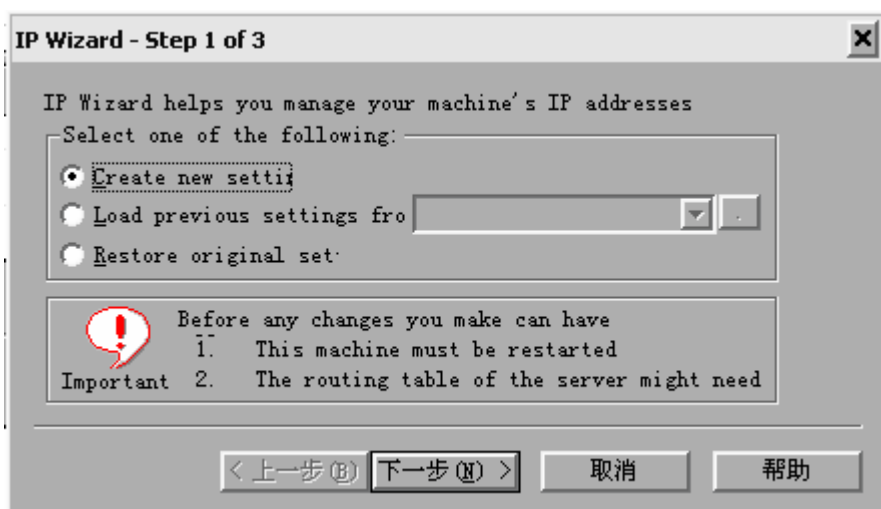 IP Wizard - Step 1 of 3
IP Wizard helps you manage your machine's IP addresses
Select one of the following:
Create new settin
Load previous settings fro
Restore original set
Before any changes you make can have
1. This machine must be restarted
Important 2. The routing table of the server might need
< 上一步(B) 下一步(N) > 取消 帮助